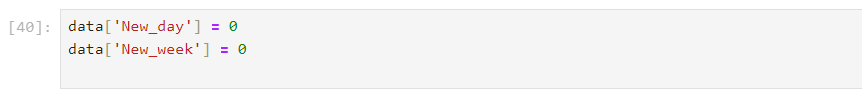 [40]: data['New_day'] = 0
data['New_week'] = 0